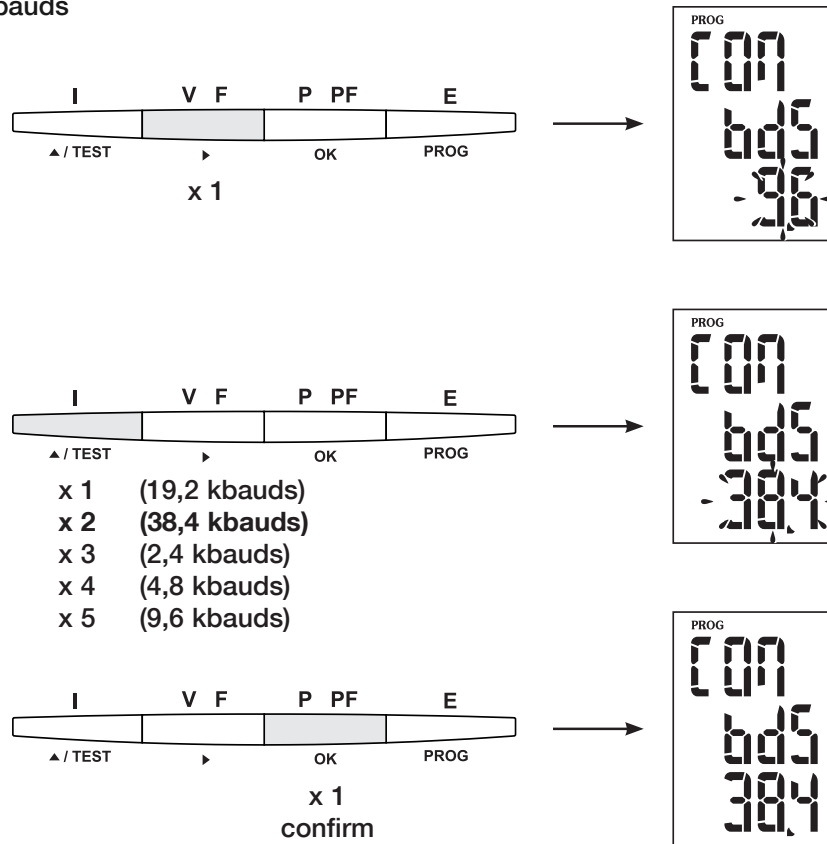 bauds
PROG
COM
I V F P PF E
bdS
▲ / TEST ► OK PROG
x 1
96
PROG
COM
I V F P PF E
bdS
▲ / TEST ► OK PROG
38.4
x 1 (19,2 kbauds)
x 2 (38,4 kbauds)
x 3 (2,4 kbauds)
x 4 (4,8 kbauds)
x 5 (9,6 kbauds)
PROG
COM
I V F P PF E
bdS
▲ / TEST ► OK PROG
38.4
x 1
confirm